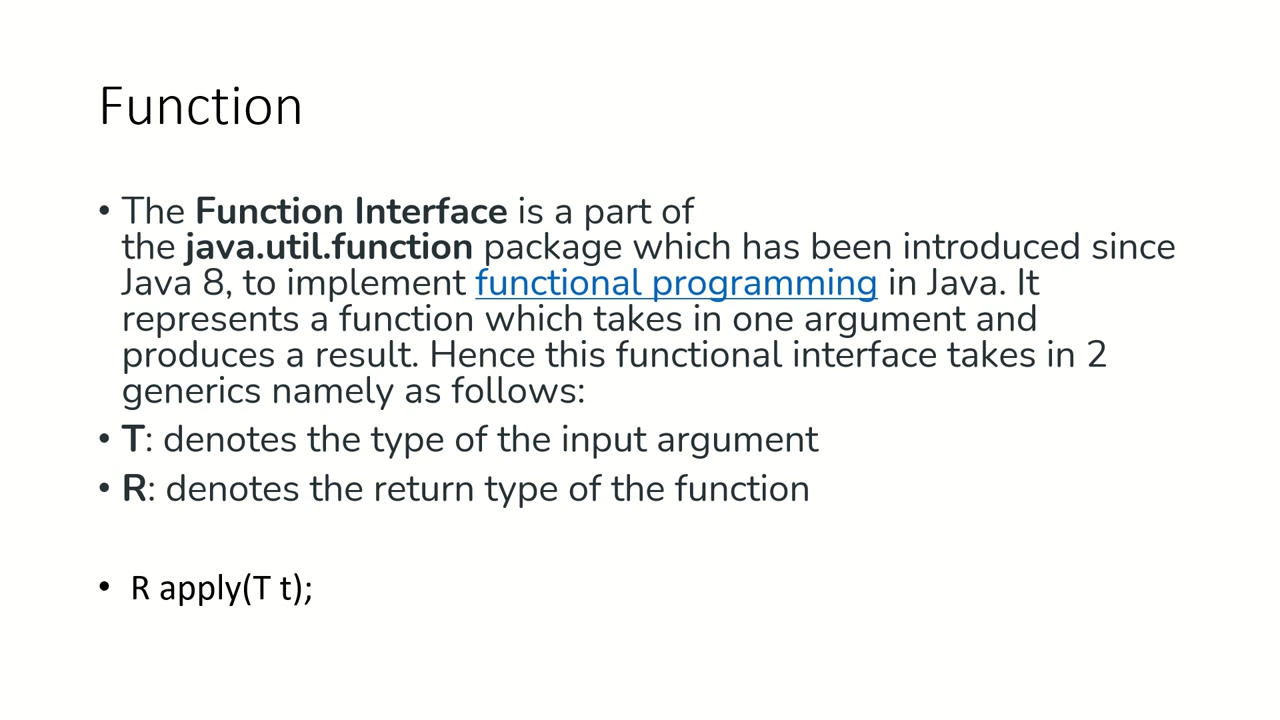 Function
• The Function Interface is a part of
the java.util.function package which has been introduced since
Java 8, to implement functional programming in Java. It
represents a function which takes in one argument and
produces a result. Hence this functional interface takes in 2
generics namely as follows:
• T: denotes the type of the input argument
• R: denotes the return type of the function
• R apply(T t);